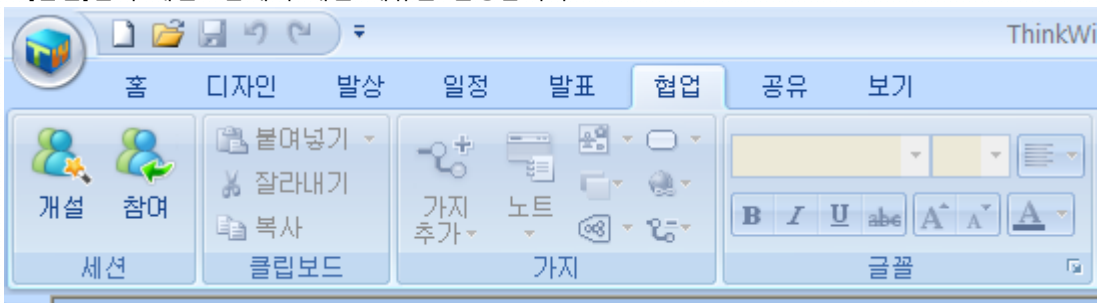 ThinkWi
홈 디자인 발상 일정 발표 협업 공유 보기
개설 참여
붙여넣기
잘라내기
복사
가지 추가
노트
B I U abc A A A
세션 클립보드 가지 글꼴